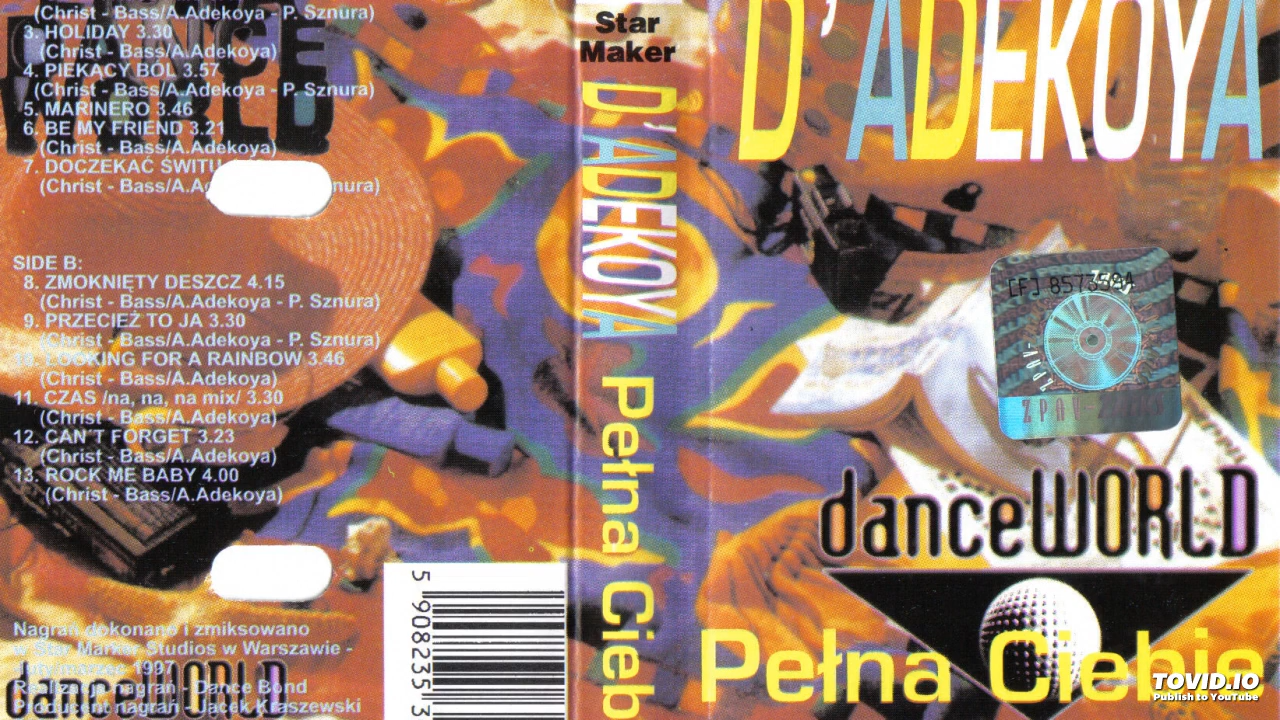 (Christ - Bass/A.Adekoya - P. Sznura)
3. HOLIDAY 3.30
(Christ - Bass/A.Adekoya)
4. PIEKĄCY BÓL 3.57
(Christ - Bass/A.Adekoya - P. Sznura)
5. MARINERO 3.46
6. BE MY FRIEND 3.21
(Christ - Bass/A.Adekoya)
7. DOCZEKAĆ ŚWITU
(Christ - Bass/A.
SIDE B:
8. ZMOKNIĘTY DESZCZ 4.15
(Christ - Bass/A.Adekoya - P. Sznura)
9. PRZECIEŻ TO JA 3.30
(Christ - Bass/A.Adekoya - P. Sznura)
10. LOOKING FOR A RAINBOW 3.46
(Christ - Bass/A.Adekoya)
11. CZAS /na, na, na mix/ 3.30
(Christ - Bass/A.Adekoya)
12. CAN´T FORGET 3.23
(Christ - Bass/A.Adekoya)
13. ROCK ME BABY 4.00
(Christ - Bass/A.Adekoya)
Nagrań dokonano i zmiksowano
w Star Marker Studios w Warszawie -
1997
Realizacja nagrań - Dance Bond
Producent nagrań - Jacek Kraszewski
danceWORLD
5 908235 3
Star
Maker
D'ADEKOYA
Pełna Cieb
D'ADEKOYA
ZPAV
danceWORLD
Pełna Ciebie
TOVID.IO
Publish to YouTube